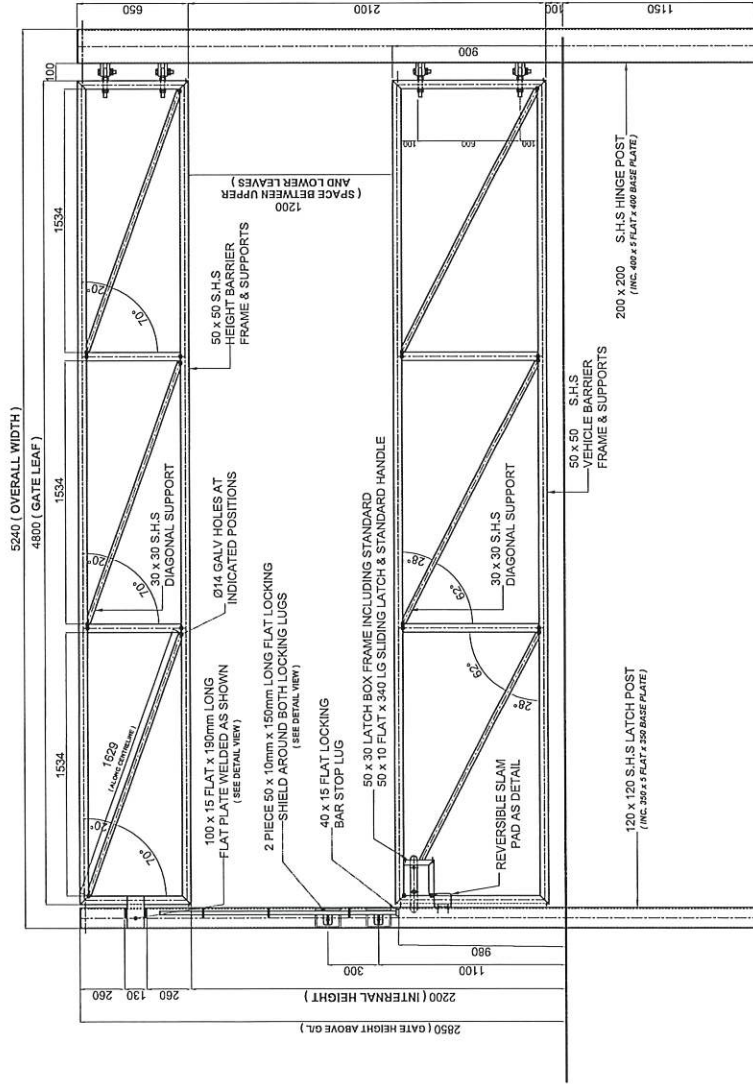 5240 ( OVERALL WIDTH )
4800 ( GATE LEAF )
100
1534
1534
1534
650
2100
100
1150
20°
70°
20°
70°
20°
70°
1629
( ALONG CENTRELINE )
30 x 30 S.H.S
DIAGONAL SUPPORT
50 x 50 S.H.S
HEIGHT BARRIER
FRAME & SUPPORTS
1200
( SPACE BETWEEN UPPER
AND LOWER LEAVES )
Ø14 GALV HOLES AT
INDICATED POSITIONS
100 x 15 FLAT x 190mm LONG
FLAT PLATE WELDED AS SHOWN
( SEE DETAIL VIEW )
2 PIECE 50 x 10mm x 150mm LONG FLAT LOCKING
SHIELD AROUND BOTH LOCKING LUGS
( SEE DETAIL VIEW )
40 x 15 FLAT LOCKING
BAR STOP LUG
50 x 30 LATCH BOX FRAME INCLUDING STANDARD
50 x 10 FLAT x 340 LG SLIDING LATCH & STANDARD HANDLE
REVERSIBLE SLAM
PAD AS DETAIL
30 x 30 S.H.S
DIAGONAL SUPPORT
28°
62°
62°
28°
900
100
600
100
260
130
260
300
1100
980
2200 ( INTERNAL HEIGHT )
2850 ( GATE HEIGHT ABOVE G/L )
50 x 50 S.H.S
VEHICLE BARRIER
FRAME & SUPPORTS
200 x 200 S.H.S HINGE POST
( INC. 400 x 5 FLAT x 400 BASE PLATE )
120 x 120 S.H.S LATCH POST
( INC. 350 x 5 FLAT x 350 BASE PLATE )